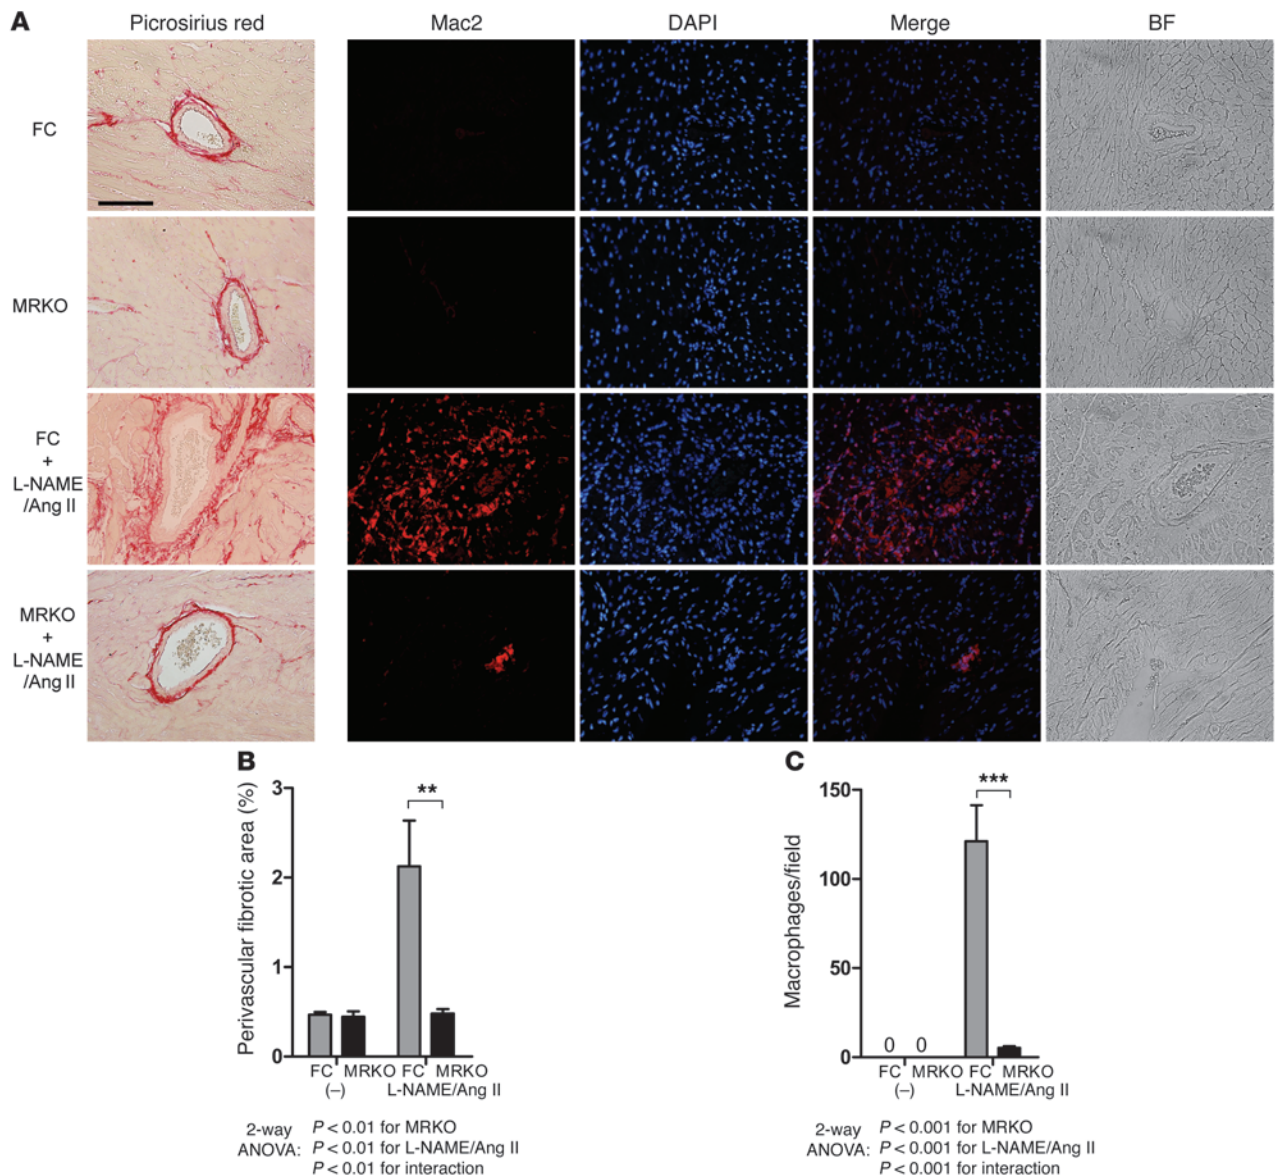 A
Picrosirius red
Mac2
DAPI
Merge
BF
FC
MRKO
FC
+
L-NAME
/Ang II
MRKO
+
L-NAME
/Ang II
B
Perivascular fibrotic area (%)
3
2
1
0
**
FC MRKO FC MRKO
(–) L-NAME/Ang II
2-way
ANOVA:
P < 0.01 for MRKO
P < 0.01 for L-NAME/Ang II
P < 0.01 for interaction
C
Macrophages/field
150
100
50
0
***
0 0
FC MRKO FC MRKO
(–) L-NAME/Ang II
2-way
ANOVA:
P < 0.001 for MRKO
P < 0.001 for L-NAME/Ang II
P < 0.001 for interaction